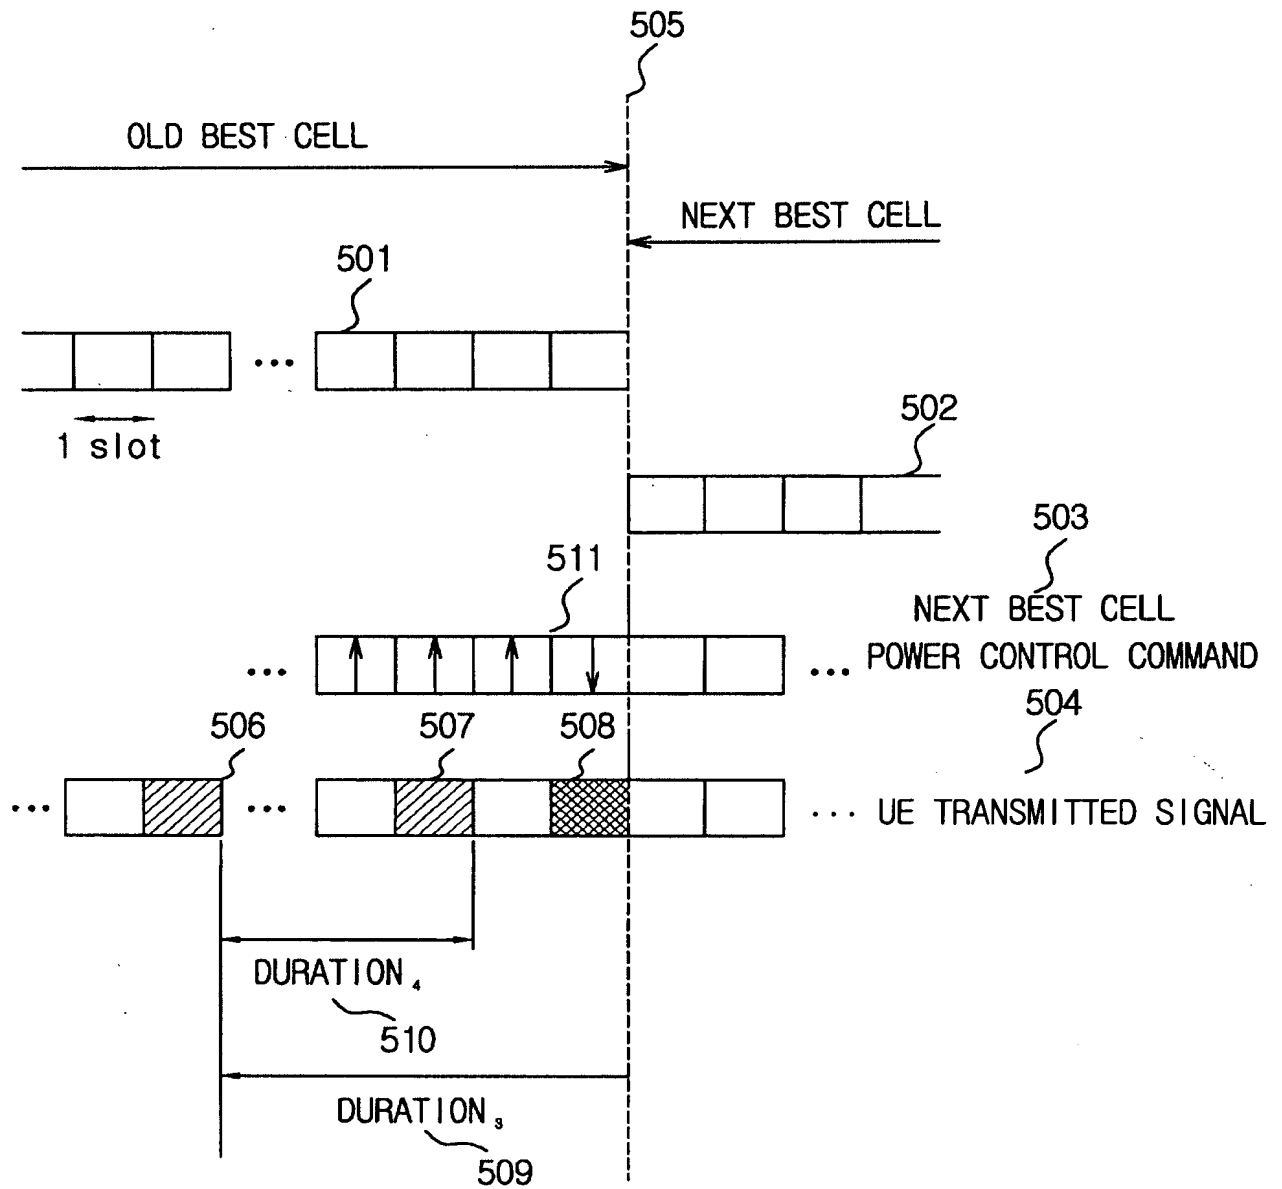 505
OLD BEST CELL
NEXT BEST CELL
501
...
1 slot
502
503
511
NEXT BEST CELL
... ... POWER CONTROL COMMAND
504
506 507 508
... ... ... UE TRANSMITTED SIGNAL
DURATION₄
510
DURATION₃
509